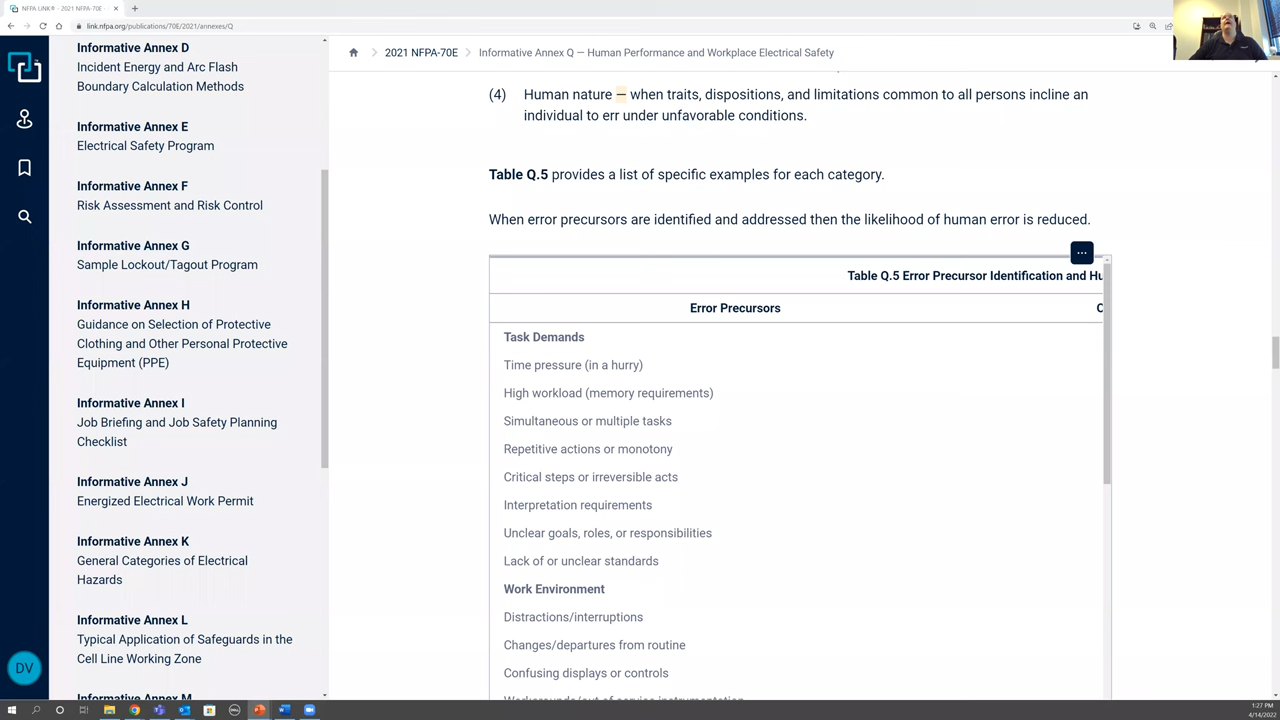 NFPA LiNK® - 2021 NFPA-70E
link.nfpa.org/publications/70E/2021/annexes/Q
2021 NFPA-70E
Informative Annex Q — Human Performance and Workplace Electrical Safety
Informative Annex D
Incident Energy and Arc Flash
Boundary Calculation Methods
Informative Annex E
Electrical Safety Program
Informative Annex F
Risk Assessment and Risk Control
Informative Annex G
Sample Lockout/Tagout Program
Informative Annex H
Guidance on Selection of Protective
Clothing and Other Personal Protective
Equipment (PPE)
Informative Annex I
Job Briefing and Job Safety Planning
Checklist
Informative Annex J
Energized Electrical Work Permit
Informative Annex K
General Categories of Electrical
Hazards
Informative Annex L
Typical Application of Safeguards in the
Cell Line Working Zone
Informative Annex M
DV
(4) Human nature — when traits, dispositions, and limitations common to all persons incline an
individual to err under unfavorable conditions.
Table Q.5 provides a list of specific examples for each category.
When error precursors are identified and addressed then the likelihood of human error is reduced.
Table Q.5 Error Precursor Identification and Hu
Error Precursors
C
Task Demands
Time pressure (in a hurry)
High workload (memory requirements)
Simultaneous or multiple tasks
Repetitive actions or monotony
Critical steps or irreversible acts
Interpretation requirements
Unclear goals, roles, or responsibilities
Lack of or unclear standards
Work Environment
Distractions/interruptions
Changes/departures from routine
Confusing displays or controls
Workarounds/out of service instrumentation
DELL
1:27 PM
4/14/2022